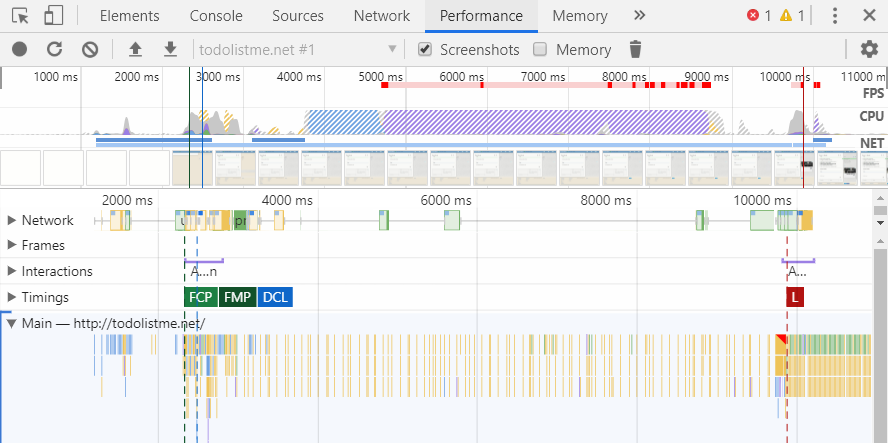 Elements Console Sources Network Performance Memory » 1 1
todolistme.net #1 Screenshots Memory
1000 ms 2000 ms 3000 ms 4000 ms 5000 ms 6000 ms 7000 ms 8000 ms 9000 ms 10000 ms 11000 m
FPS
CPU
NET
2000 ms 4000 ms 6000 ms 8000 ms 10000 ms
Network
Frames
Interactions A...n A...
Timings FCP FMP DCL L
Main — http://todolistme.net/